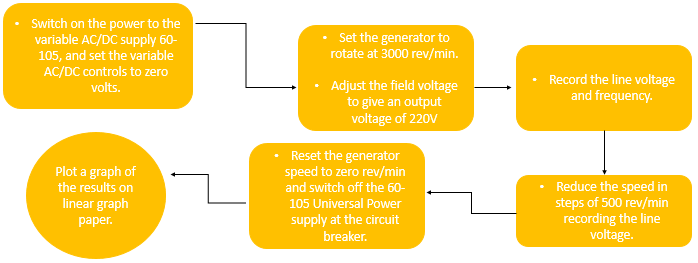 • Switch on the power to the
variable AC/DC supply 60-
105, and set the variable
AC/DC controls to zero
volts.
• Set the generator to
rotate at 3000 rev/min.
• Adjust the field voltage
to give an output
voltage of 220V
• Record the line voltage
and frequency.
• Reduce the speed in
steps of 500 rev/min
recording the line
voltage.
• Reset the generator
speed to zero rev/min
and switch off the 60-
105 Universal Power
supply at the circuit
breaker.
Plot a graph of
the results on
linear graph
paper.